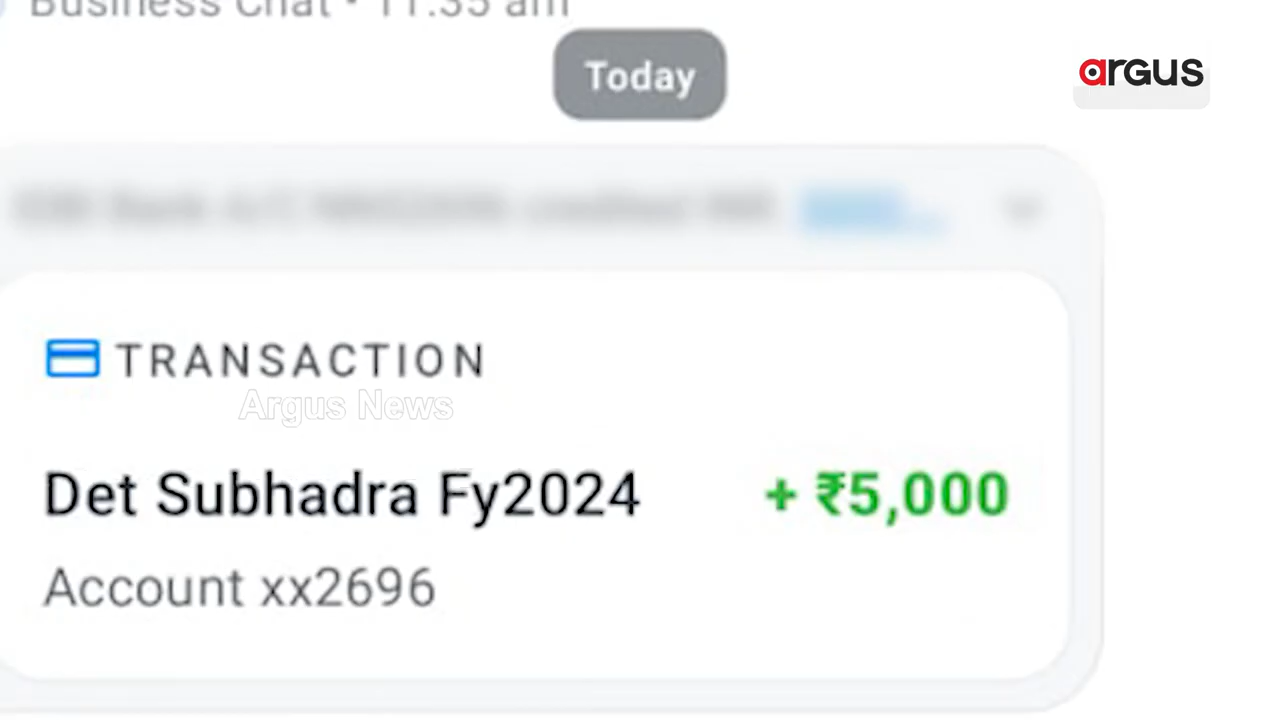 Business Chat • 11:35 am
Today
argus
TRANSACTION
Argus News
Det Subhadra Fy2024 + ₹5,000
Account xx2696